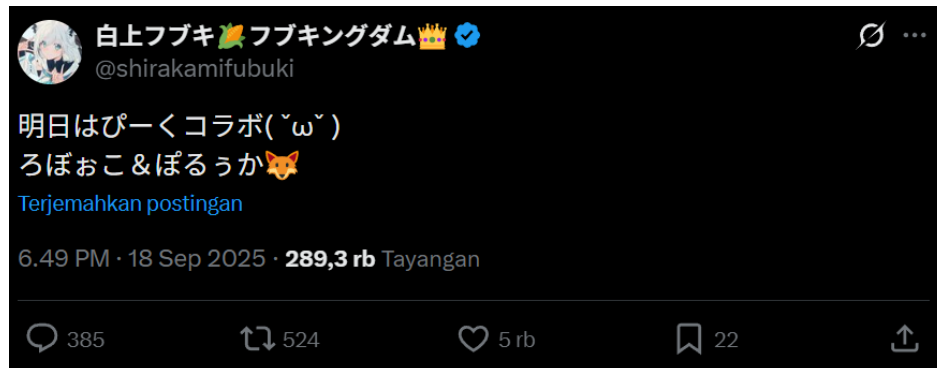 白上フブキ🌽フブキングダム👑
@shirakamifubuki
明日はぴーくコラボ( ˇωˇ )
ろぼぉこ＆ぽるぅか🦊
Terjemahkan postingan
6.49 PM · 18 Sep 2025 · 289,3 rb Tayangan
385 524 5 rb 22